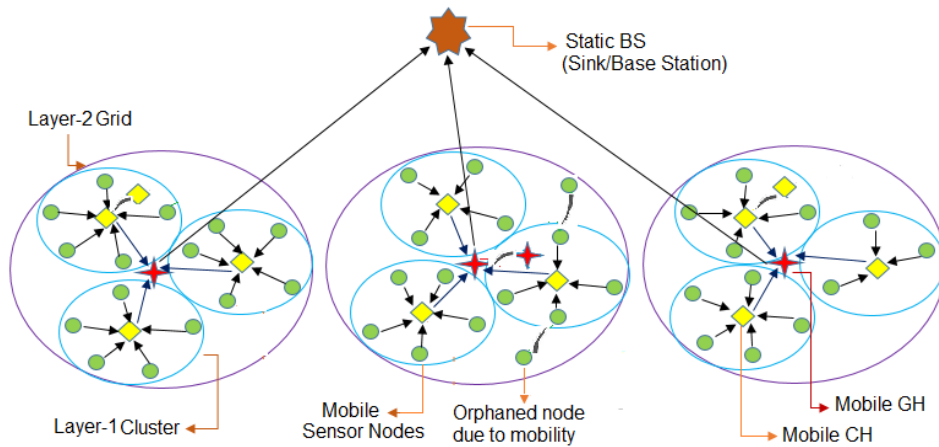 Static BS
(Sink/Base Station)
Layer-2 Grid
Layer-1 Cluster
Mobile
Sensor Nodes
Orphaned node
due to mobility
Mobile GH
Mobile CH